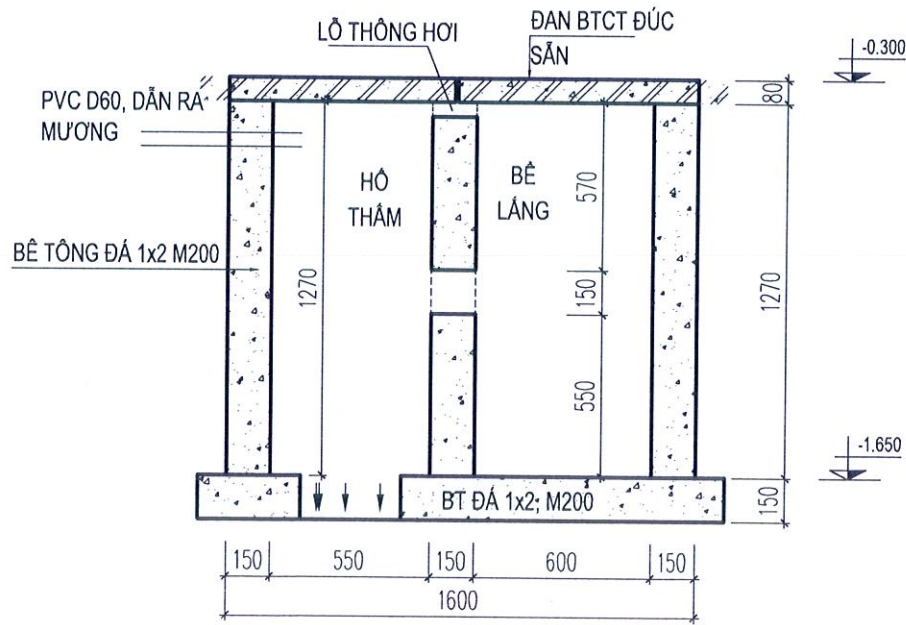 LỖ THÔNG HƠI
ĐAN BTCT ĐÚC
SẴN
-0.300
PVC D60, DẪN RA
MƯƠNG
80
HỐ
THẤM
BỂ
LẮNG
570
BÊ TÔNG ĐÁ 1x2 M200
1270
150
1270
550
-1.650
BT ĐÁ 1x2; M200
150
150
550
150
600
150
1600